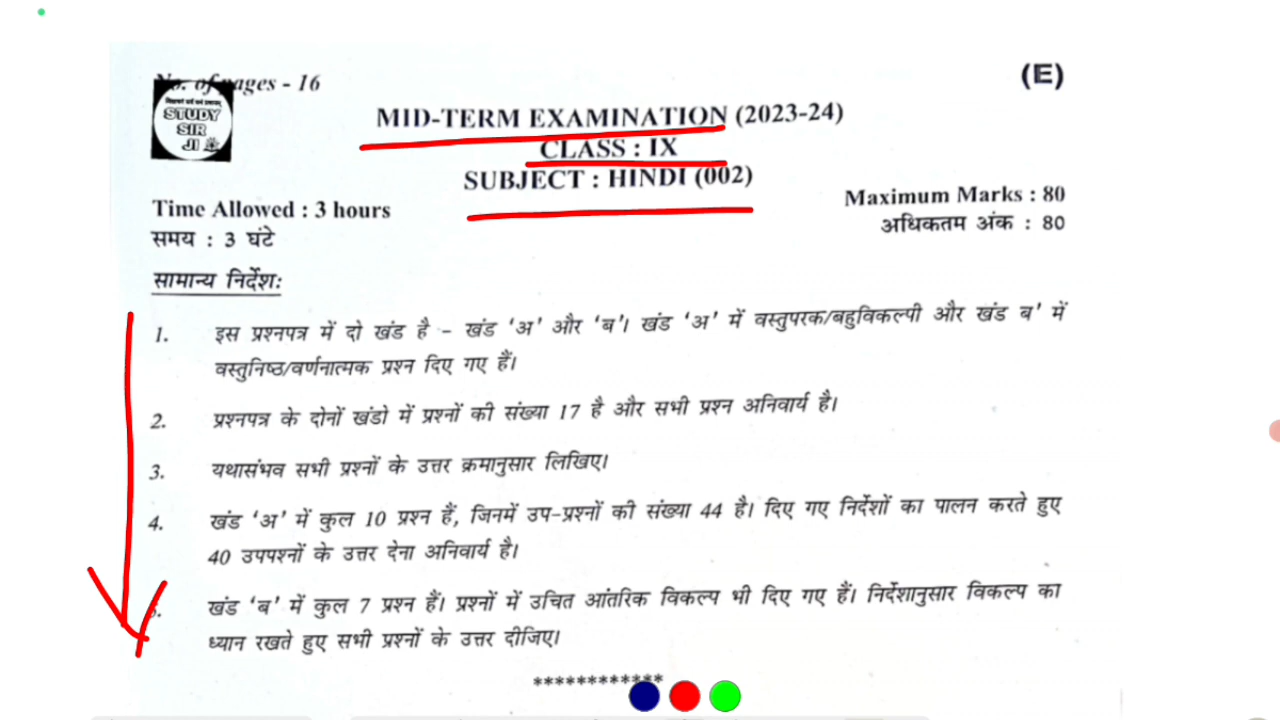 No. of pages - 16
(E)
STUDY
SIR
JI
MID-TERM EXAMINATION (2023-24)
CLASS : IX
SUBJECT : HINDI (002)
Time Allowed : 3 hours
Maximum Marks : 80
समय : 3 घंटे
अधिकतम अंक : 80
सामान्य निर्देश:
1. इस प्रश्नपत्र में दो खंड है - खंड ‘अ’ और ‘ब’। खंड ‘अ’ में वस्तुपरक/बहुविकल्पी और खंड ब’ में
वस्तुनिष्ठ/वर्णनात्मक प्रश्न दिए गए हैं।
2. प्रश्नपत्र के दोनों खंडो में प्रश्नों की संख्या 17 है और सभी प्रश्न अनिवार्य है।
3. यथासंभव सभी प्रश्नों के उत्तर क्रमानुसार लिखिए।
4. खंड ‘अ’ में कुल 10 प्रश्न हैं, जिनमें उप-प्रश्नों की संख्या 44 है। दिए गए निर्देशों का पालन करते हुए
40 उपपश्नों के उत्तर देना अनिवार्य है।
5. खंड ‘ब’ में कुल 7 प्रश्न हैं। प्रश्नों में उचित आंतरिक विकल्प भी दिए गए हैं। निर्देशानुसार विकल्प का
ध्यान रखते हुए सभी प्रश्नों के उत्तर दीजिए।
************